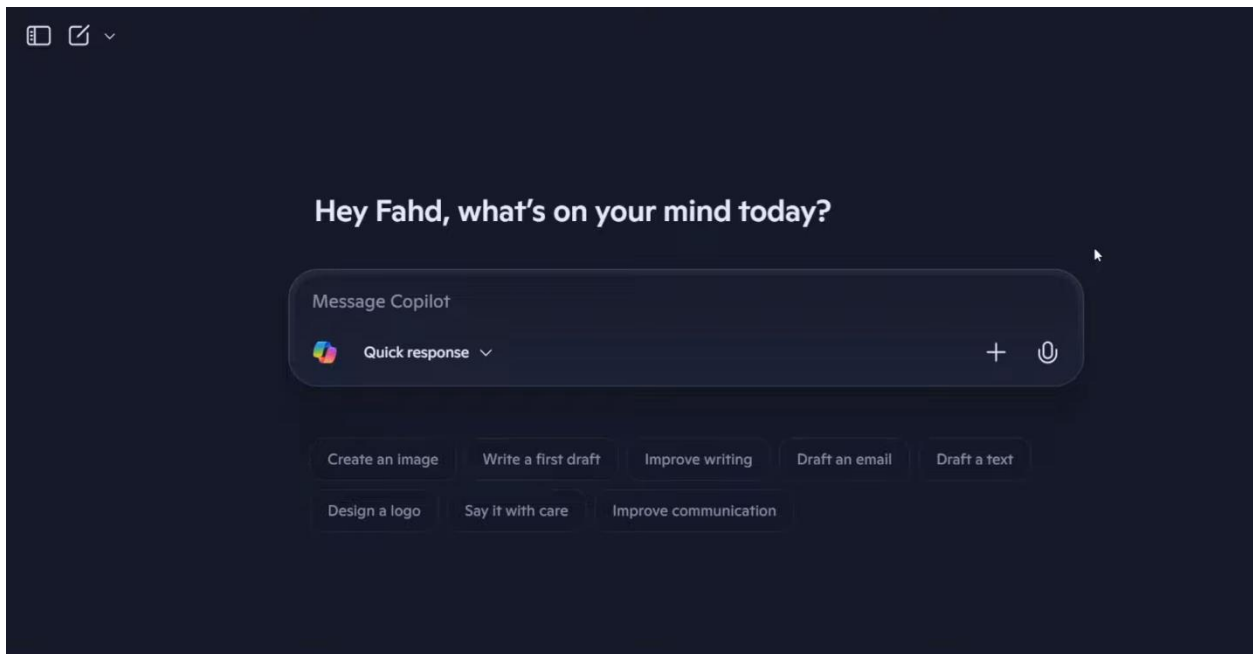 Hey Fahd, what's on your mind today?
Message Copilot
Quick response
Create an image Write a first draft Improve writing Draft an email Draft a text
Design a logo Say it with care Improve communication